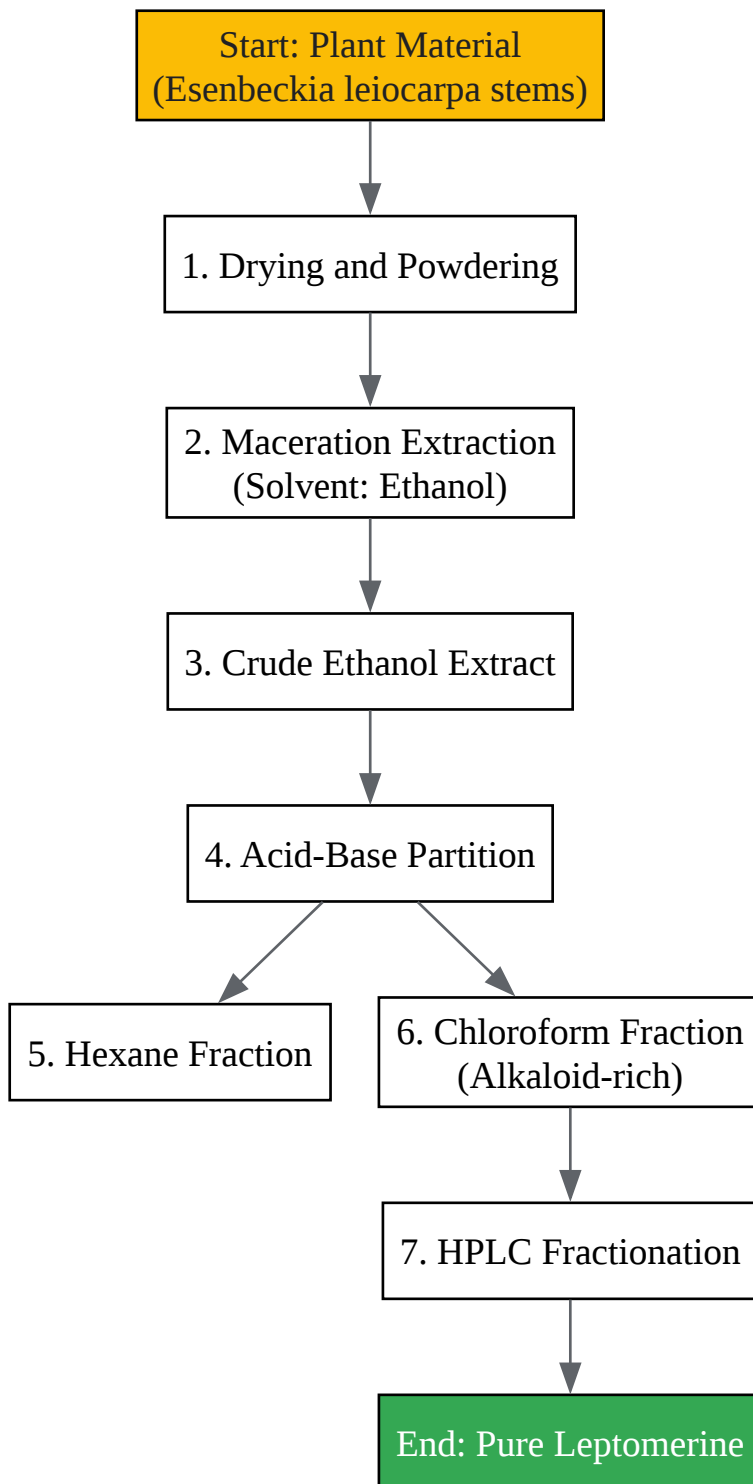 Start: Plant Material
(Esenbeckia leiocarpa stems)
1. Drying and Powdering
2. Maceration Extraction
(Solvent: Ethanol)
3. Crude Ethanol Extract
4. Acid-Base Partition
5. Hexane Fraction
6. Chloroform Fraction
(Alkaloid-rich)
7. HPLC Fractionation
End: Pure Leptomerine